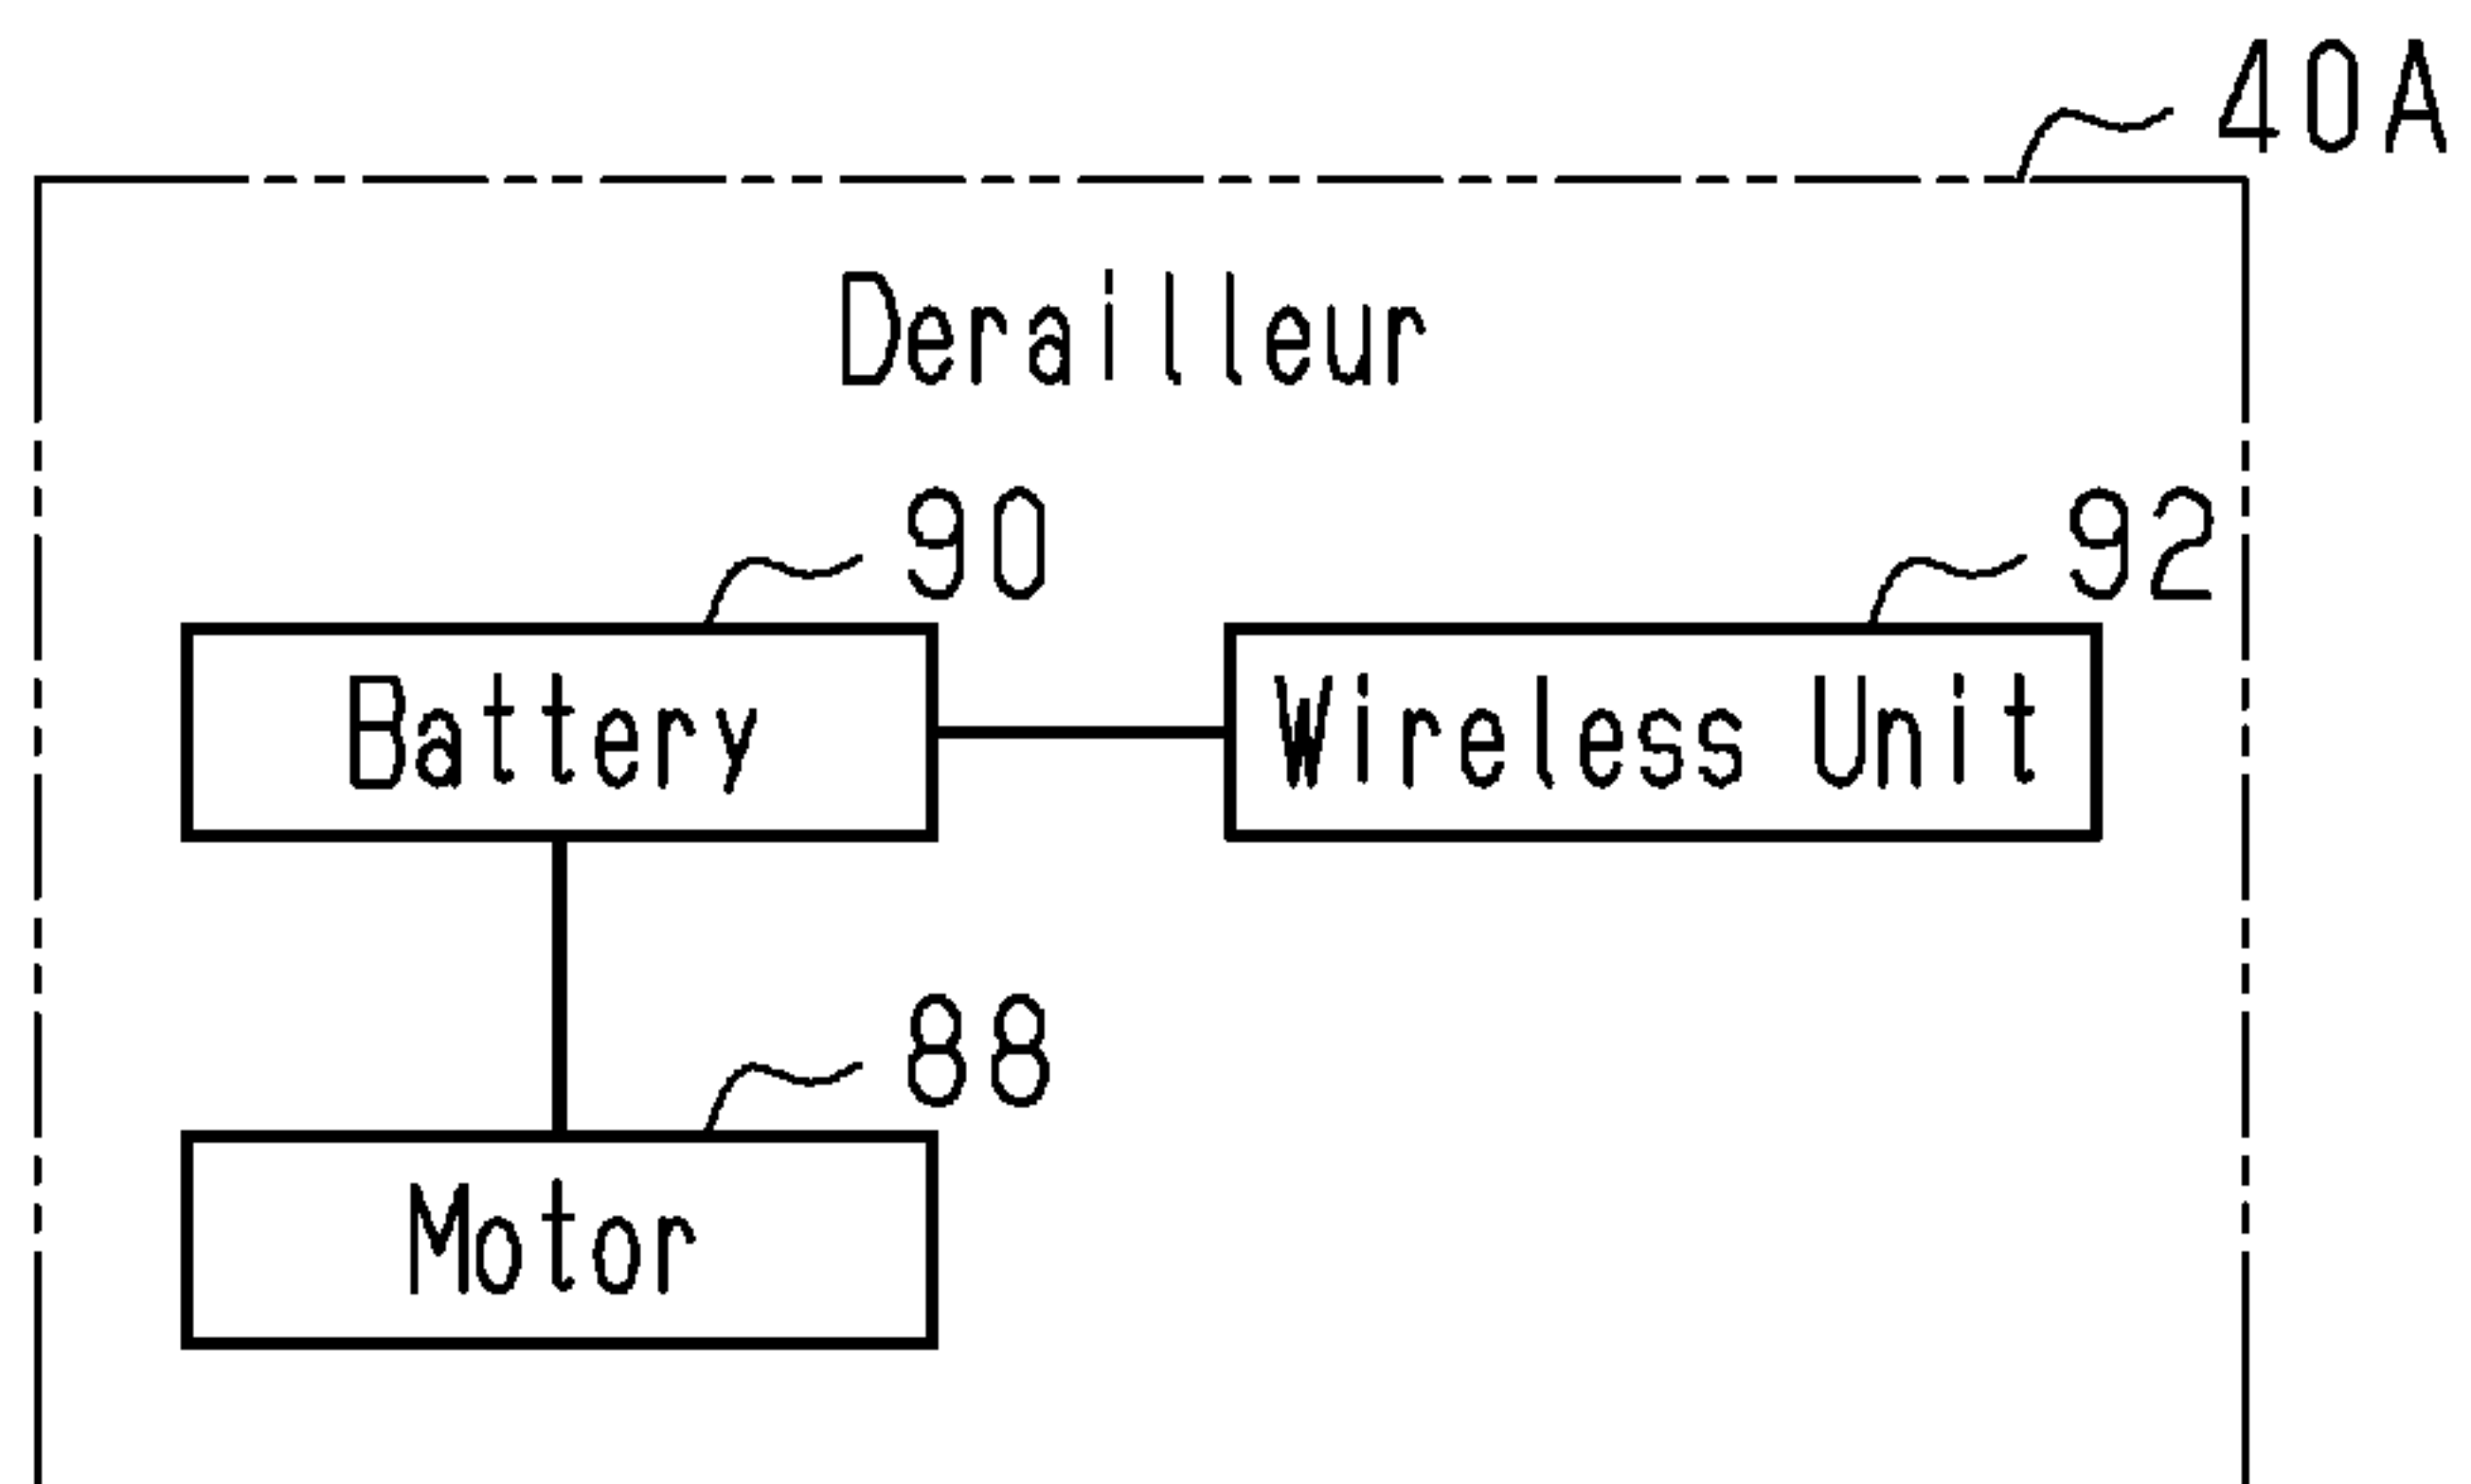 40A
Derailleur
90 92
Battery Wireless Unit
88
Motor